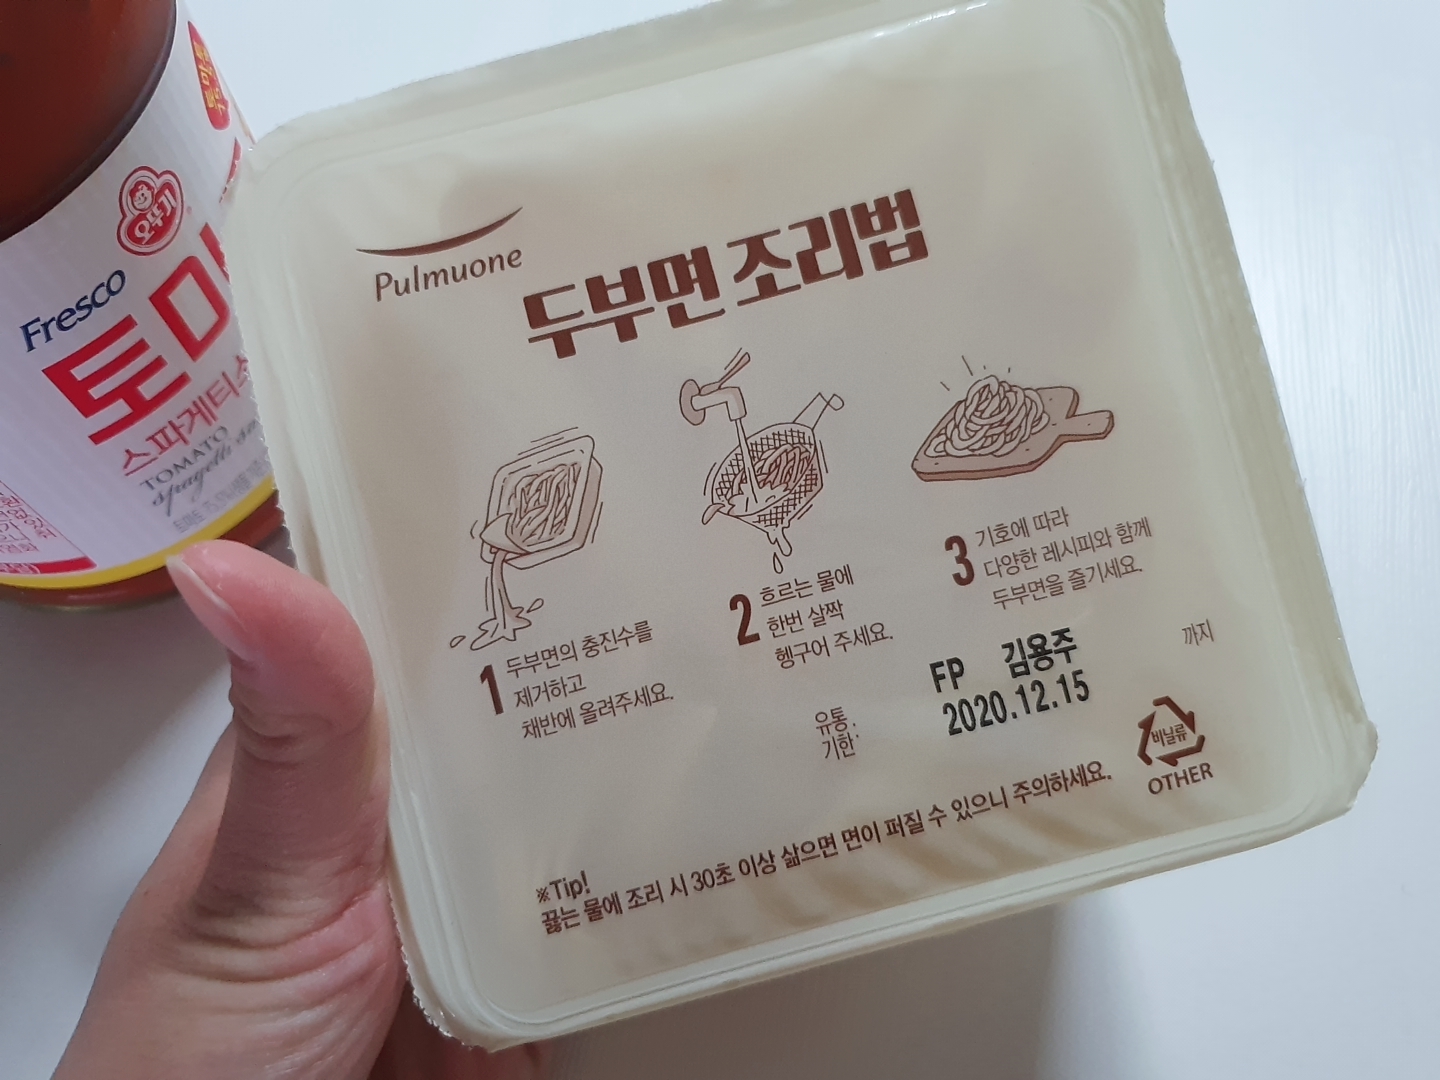 오뚜기
Fresco
스파게티
TOMATO
Pulmuone
두부면 조리법
1 두부면의 충진수를
제거하고
채반에 올려주세요.
2 흐르는 물에
한번 살짝
헹구어 주세요.
3 기호에 따라
다양한 레시피와 함께
두부면을 즐기세요.
유통
기한
FP 김용주
2020.12.15
까지
비닐류
OTHER
※Tip!
끓는 물에 조리 시 30초 이상 삶으면 면이 퍼질 수 있으니 주의하세요.